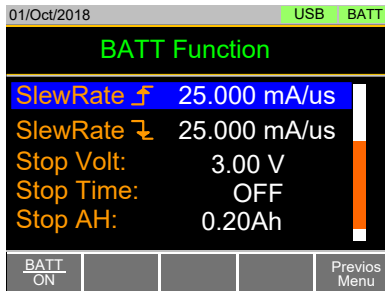 01/Oct/2018 USB BATT
BATT Function
SlewRate 25.000 mA/us
SlewRate 25.000 mA/us
Stop Volt: 3.00 V
Stop Time: OFF
Stop AH: 0.20Ah
BATT
ON
Previos
Menu